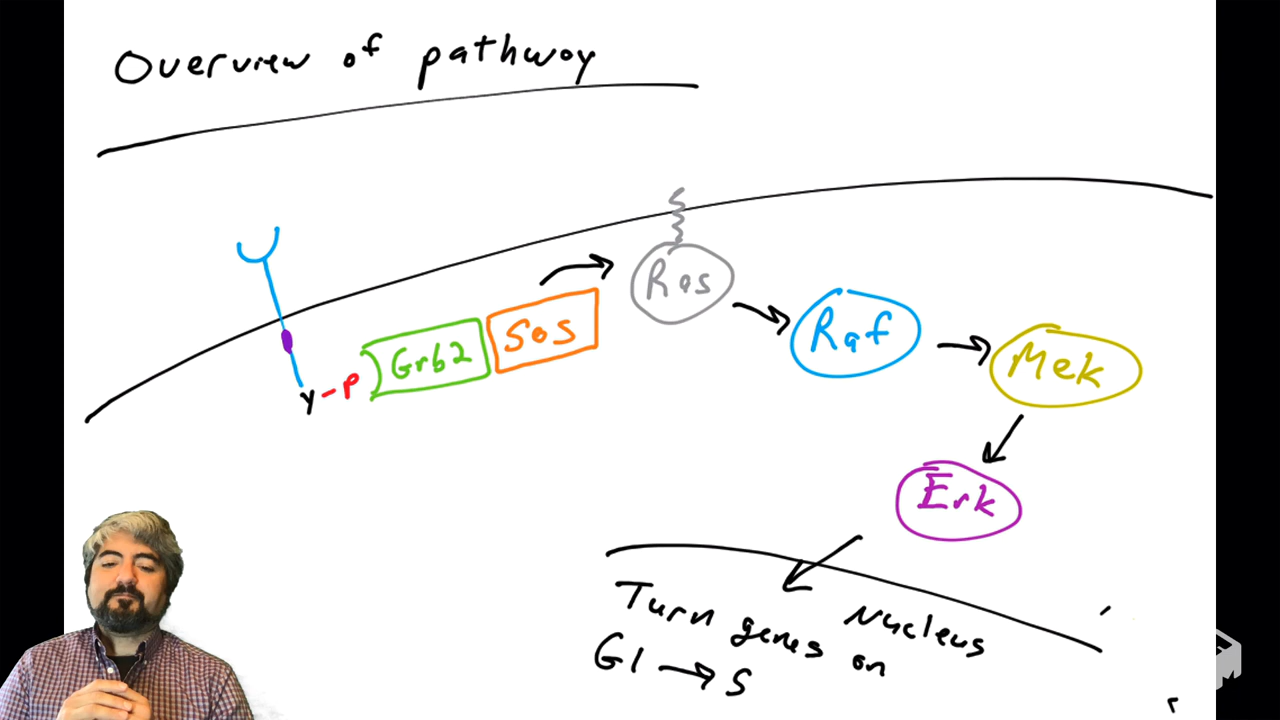 Overview of pathway
Ras
Raf
Sos
Grb2
Mek
Y-P
Erk
Turn genes on
Nucleus
G1 → S